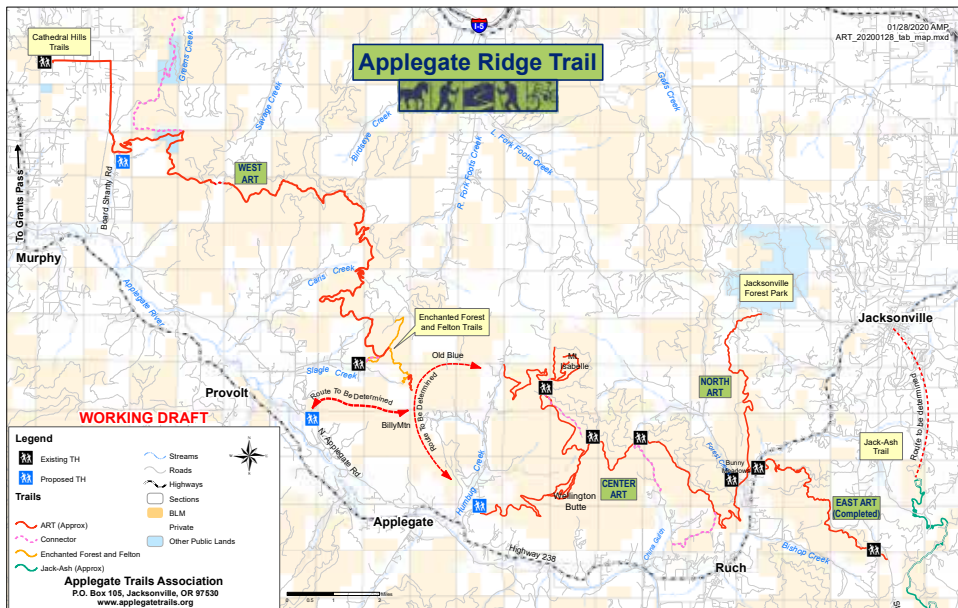 I-5
01/28/2020 AMP
ART_20200128_tab_map.mxd
Applegate Ridge Trail
Cathedral Hills
Trails
Greens Creek
Savage Creek
Birdseye Creek
R. Fork Foots Creek
L. Fork Foots Creek
Galls Creek
To Grants Pass
Board Shanty Rd
WEST
ART
Murphy
Applegate River
Caris Creek
Jacksonville
Forest Park
Jacksonville
Enchanted Forest
and Felton Trails
Slagle Creek
Old Blue
Mt.
Isabelle
Provolt
Route To Be Determined
Route To Be Determined
BillyMtn
NORTH
ART
Route to be determined
WORKING DRAFT
N. Applegate Rd
Jack-Ash
Trail
Humbug Creek
Wellington
Butte
CENTER
ART
Bunny
Meadows
EAST ART
(Completed)
Applegate
Highway 238
China Gulch
Ruch
Bishop Creek
Legend
Existing TH
Proposed TH
Trails
ART (Approx)
Connector
Enchanted Forest and Felton
Jack-Ash (Approx)
Streams
Roads
Highways
Sections
BLM
Private
Other Public Lands
Applegate Trails Association
P.O. Box 105, Jacksonville, OR 97530
www.applegatetrails.org
Miles